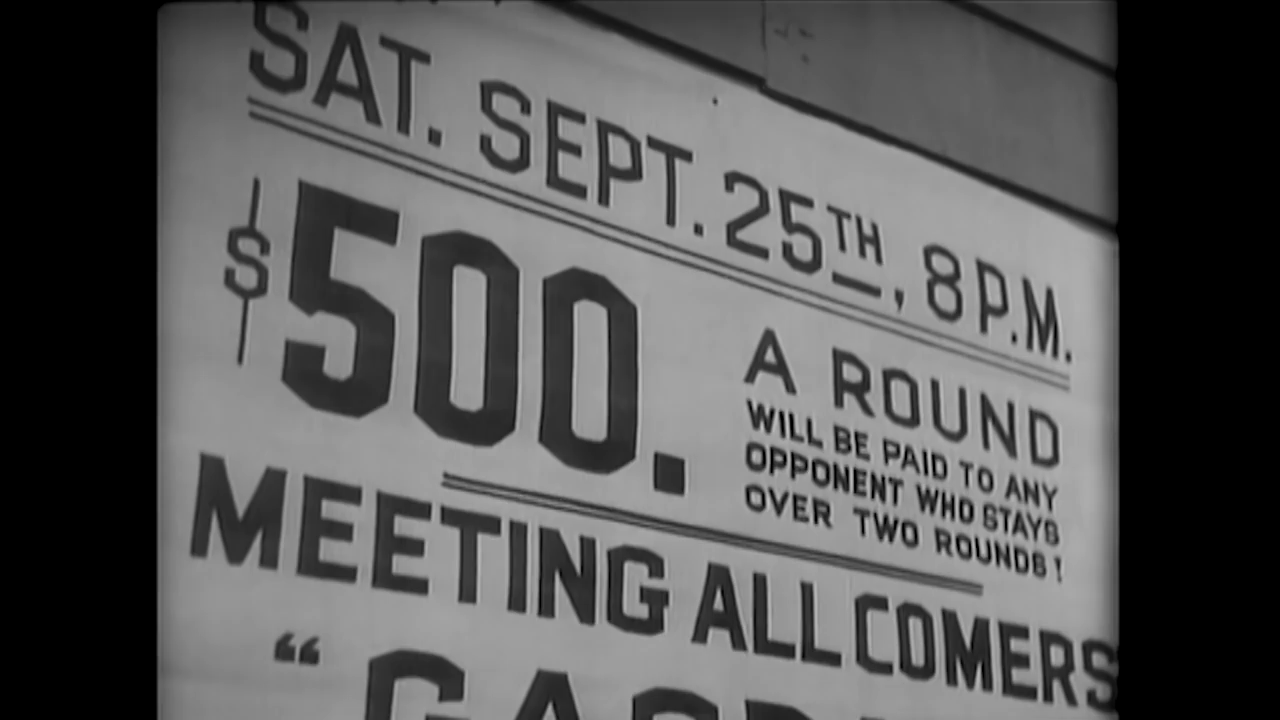 SAT. SEPT. 25TH, 8 P.M.
$500.
A ROUND
WILL BE PAID TO ANY
OPPONENT WHO STAYS
OVER TWO ROUNDS!
MEETING ALL COMERS